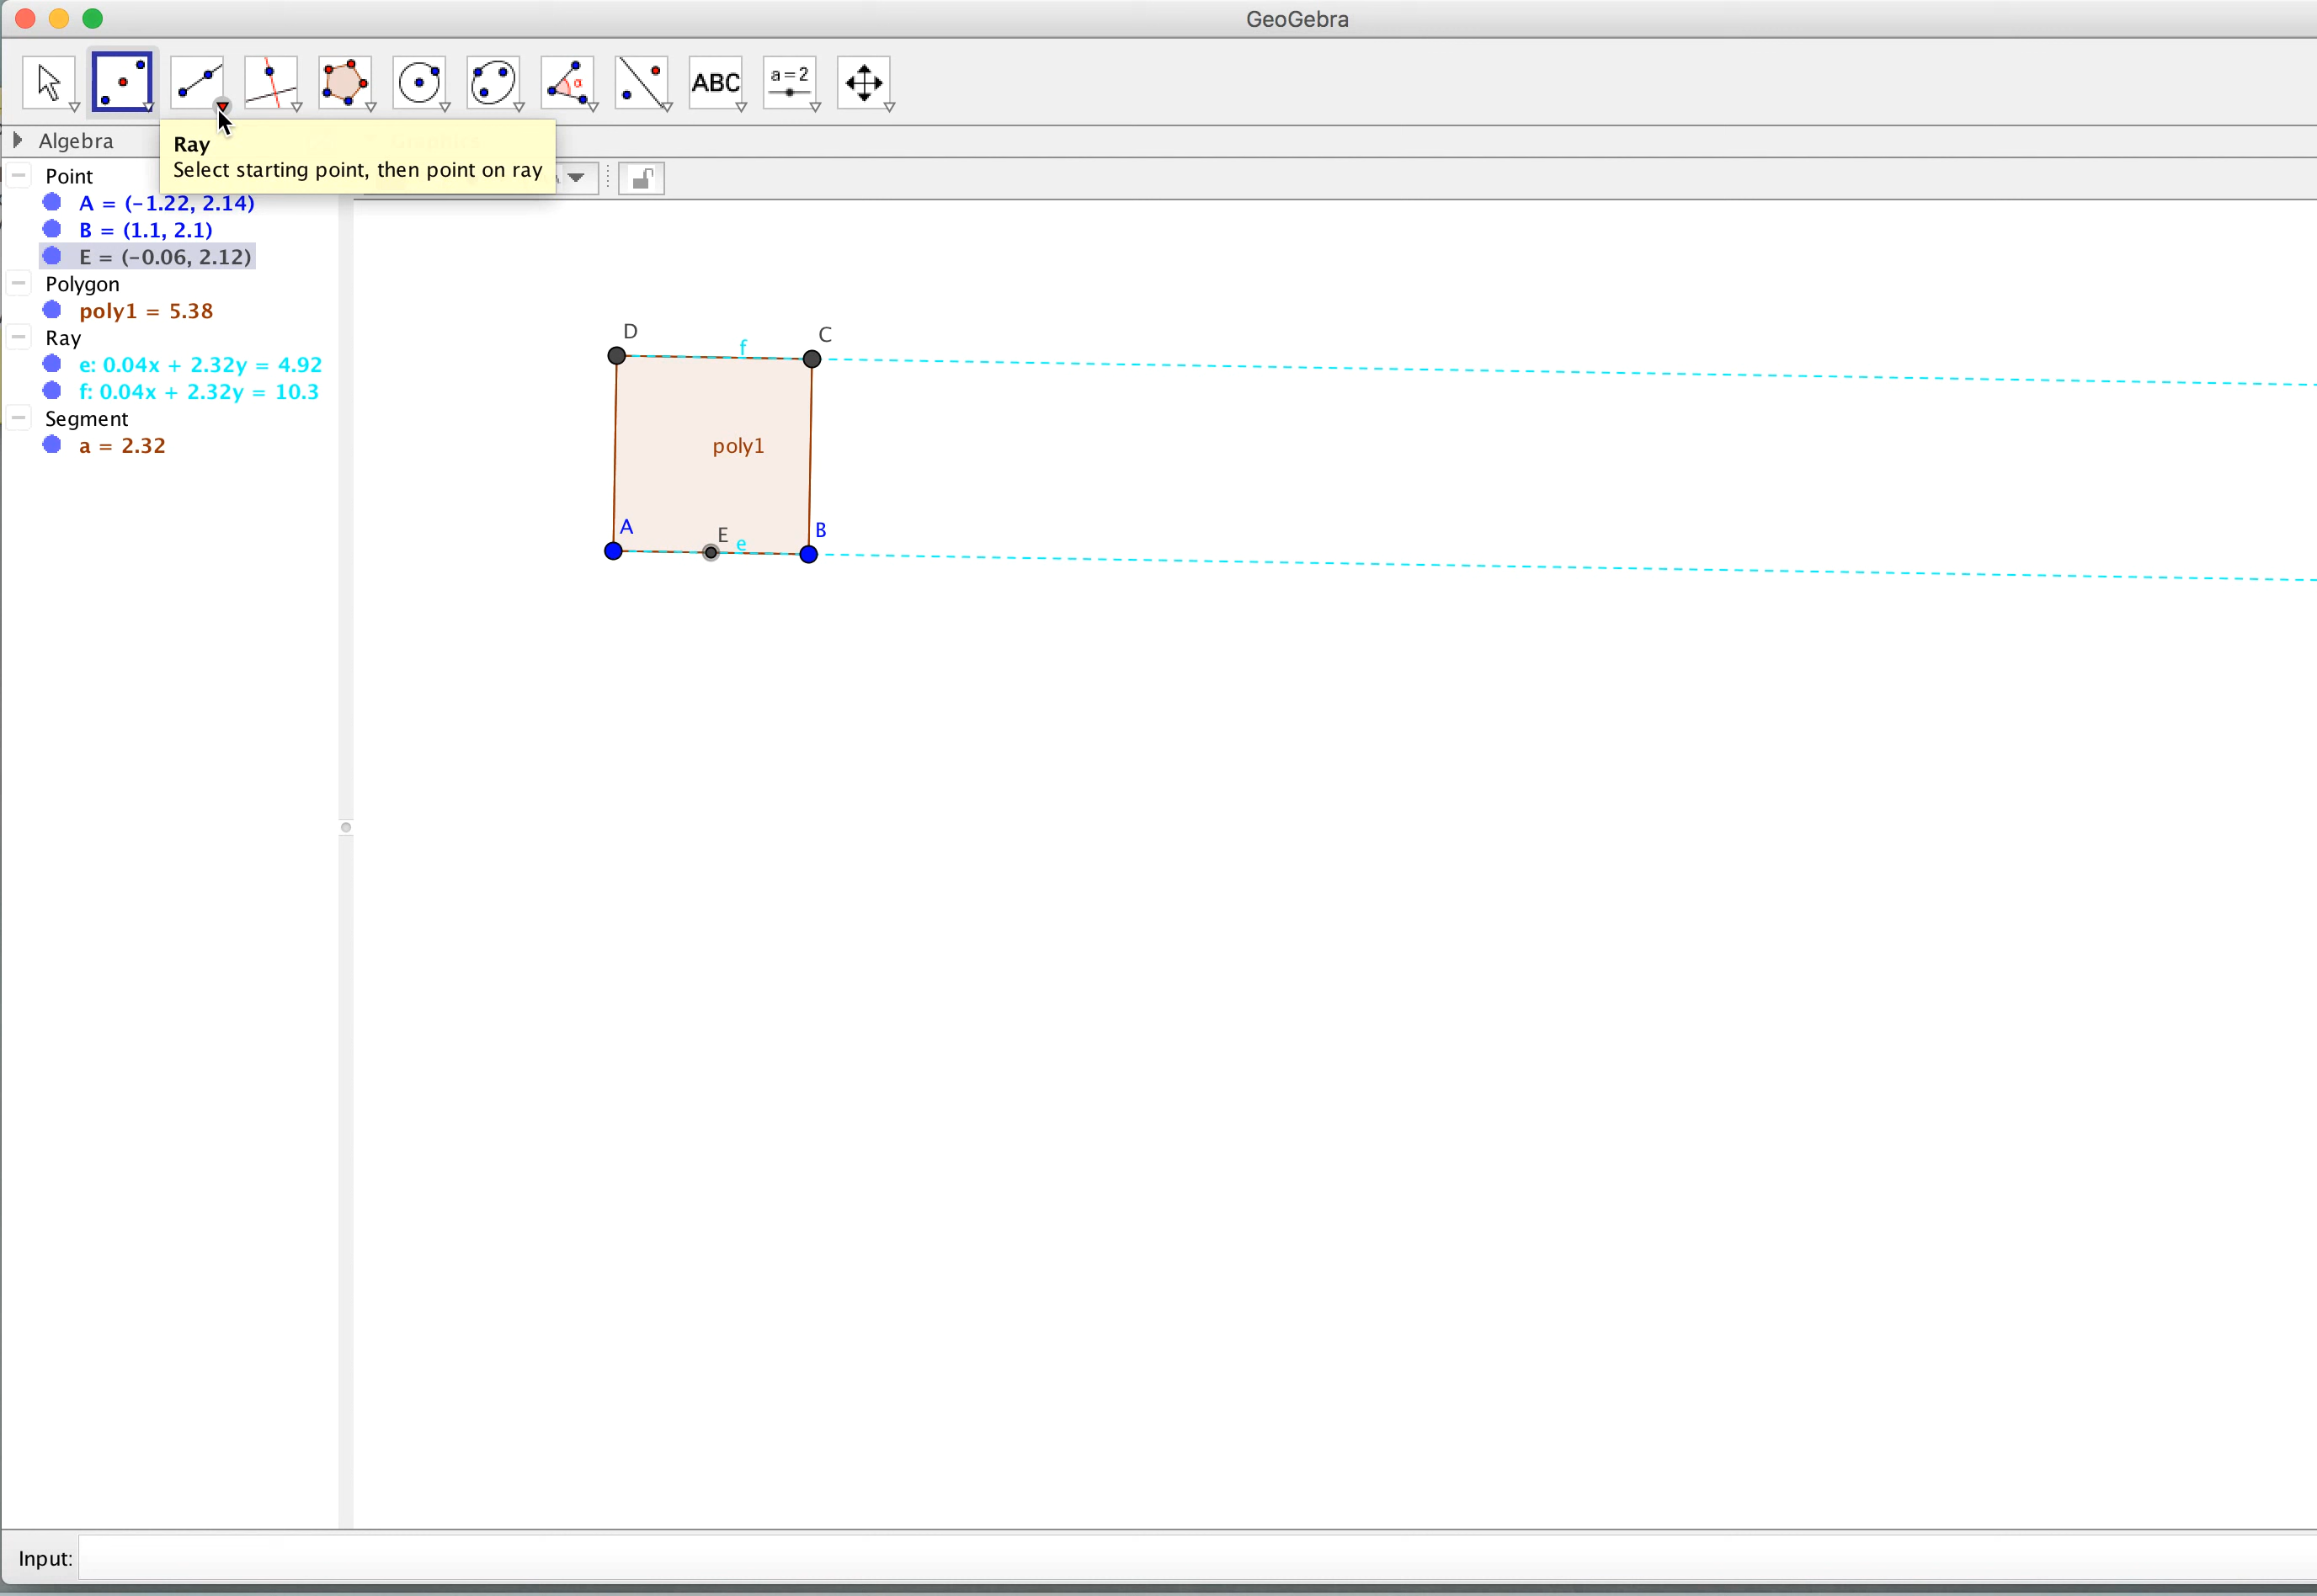 GeoGebra
ABC
a = 2
α
Algebra
Ray
Select starting point, then point on ray
Point
A = (−1.22, 2.14)
B = (1.1, 2.1)
E = (−0.06, 2.12)
Polygon
poly1 = 5.38
Ray
e: 0.04x + 2.32y = 4.92
f: 0.04x + 2.32y = 10.3
Segment
a = 2.32
D
f
C
poly1
A
E
e
B
Input: